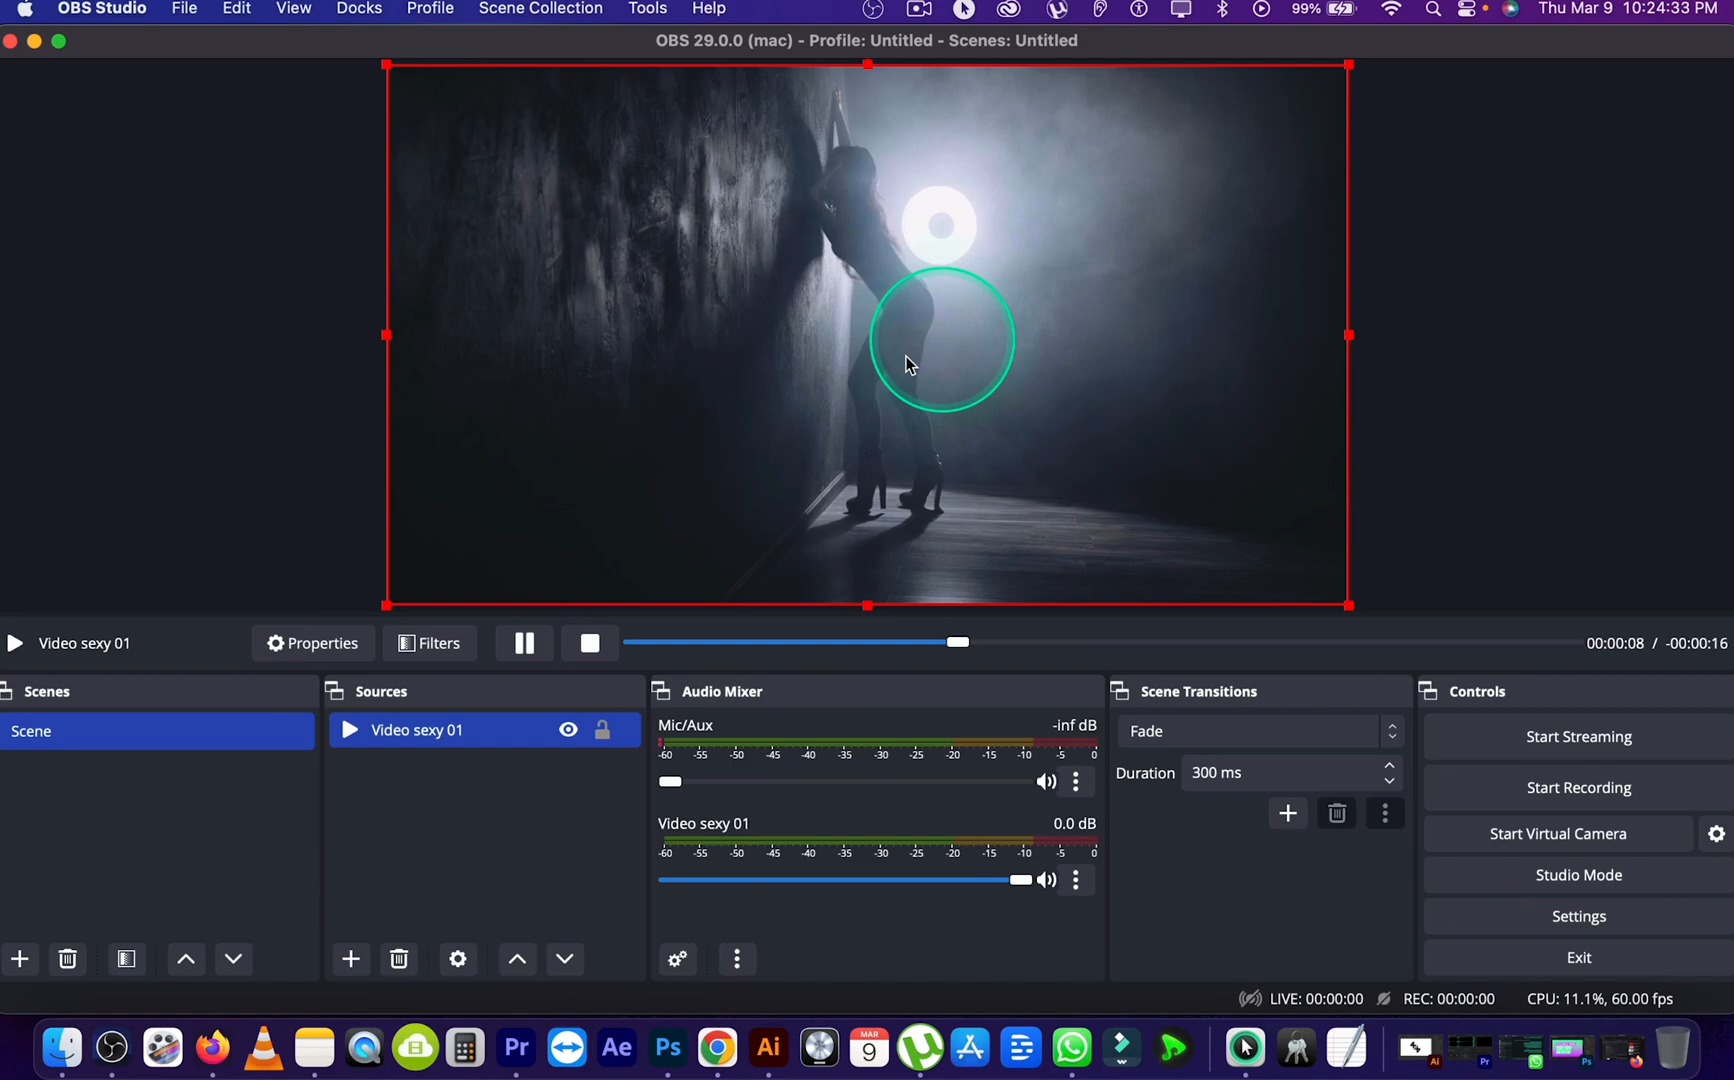 OBS Studio File Edit View Docks Profile Scene Collection Tools Help 99% Thu Mar 9 10:24:33 PM
OBS 29.0.0 (mac) - Profile: Untitled - Scenes: Untitled
Video sexy 01 Properties Filters 00:00:08 / -00:00:16
Scenes
Scene
Sources
Video sexy 01
Audio Mixer
Mic/Aux -inf dB
-60 -55 -50 -45 -40 -35 -30 -25 -20 -15 -10 -5 0
Video sexy 01 0.0 dB
-60 -55 -50 -45 -40 -35 -30 -25 -20 -15 -10 -5 0
Scene Transitions
Fade
Duration 300 ms
Controls
Start Streaming
Start Recording
Start Virtual Camera
Studio Mode
Settings
Exit
LIVE: 00:00:00 REC: 00:00:00 CPU: 11.1%, 60.00 fps
Pr Ae Ps Ai MAR
9